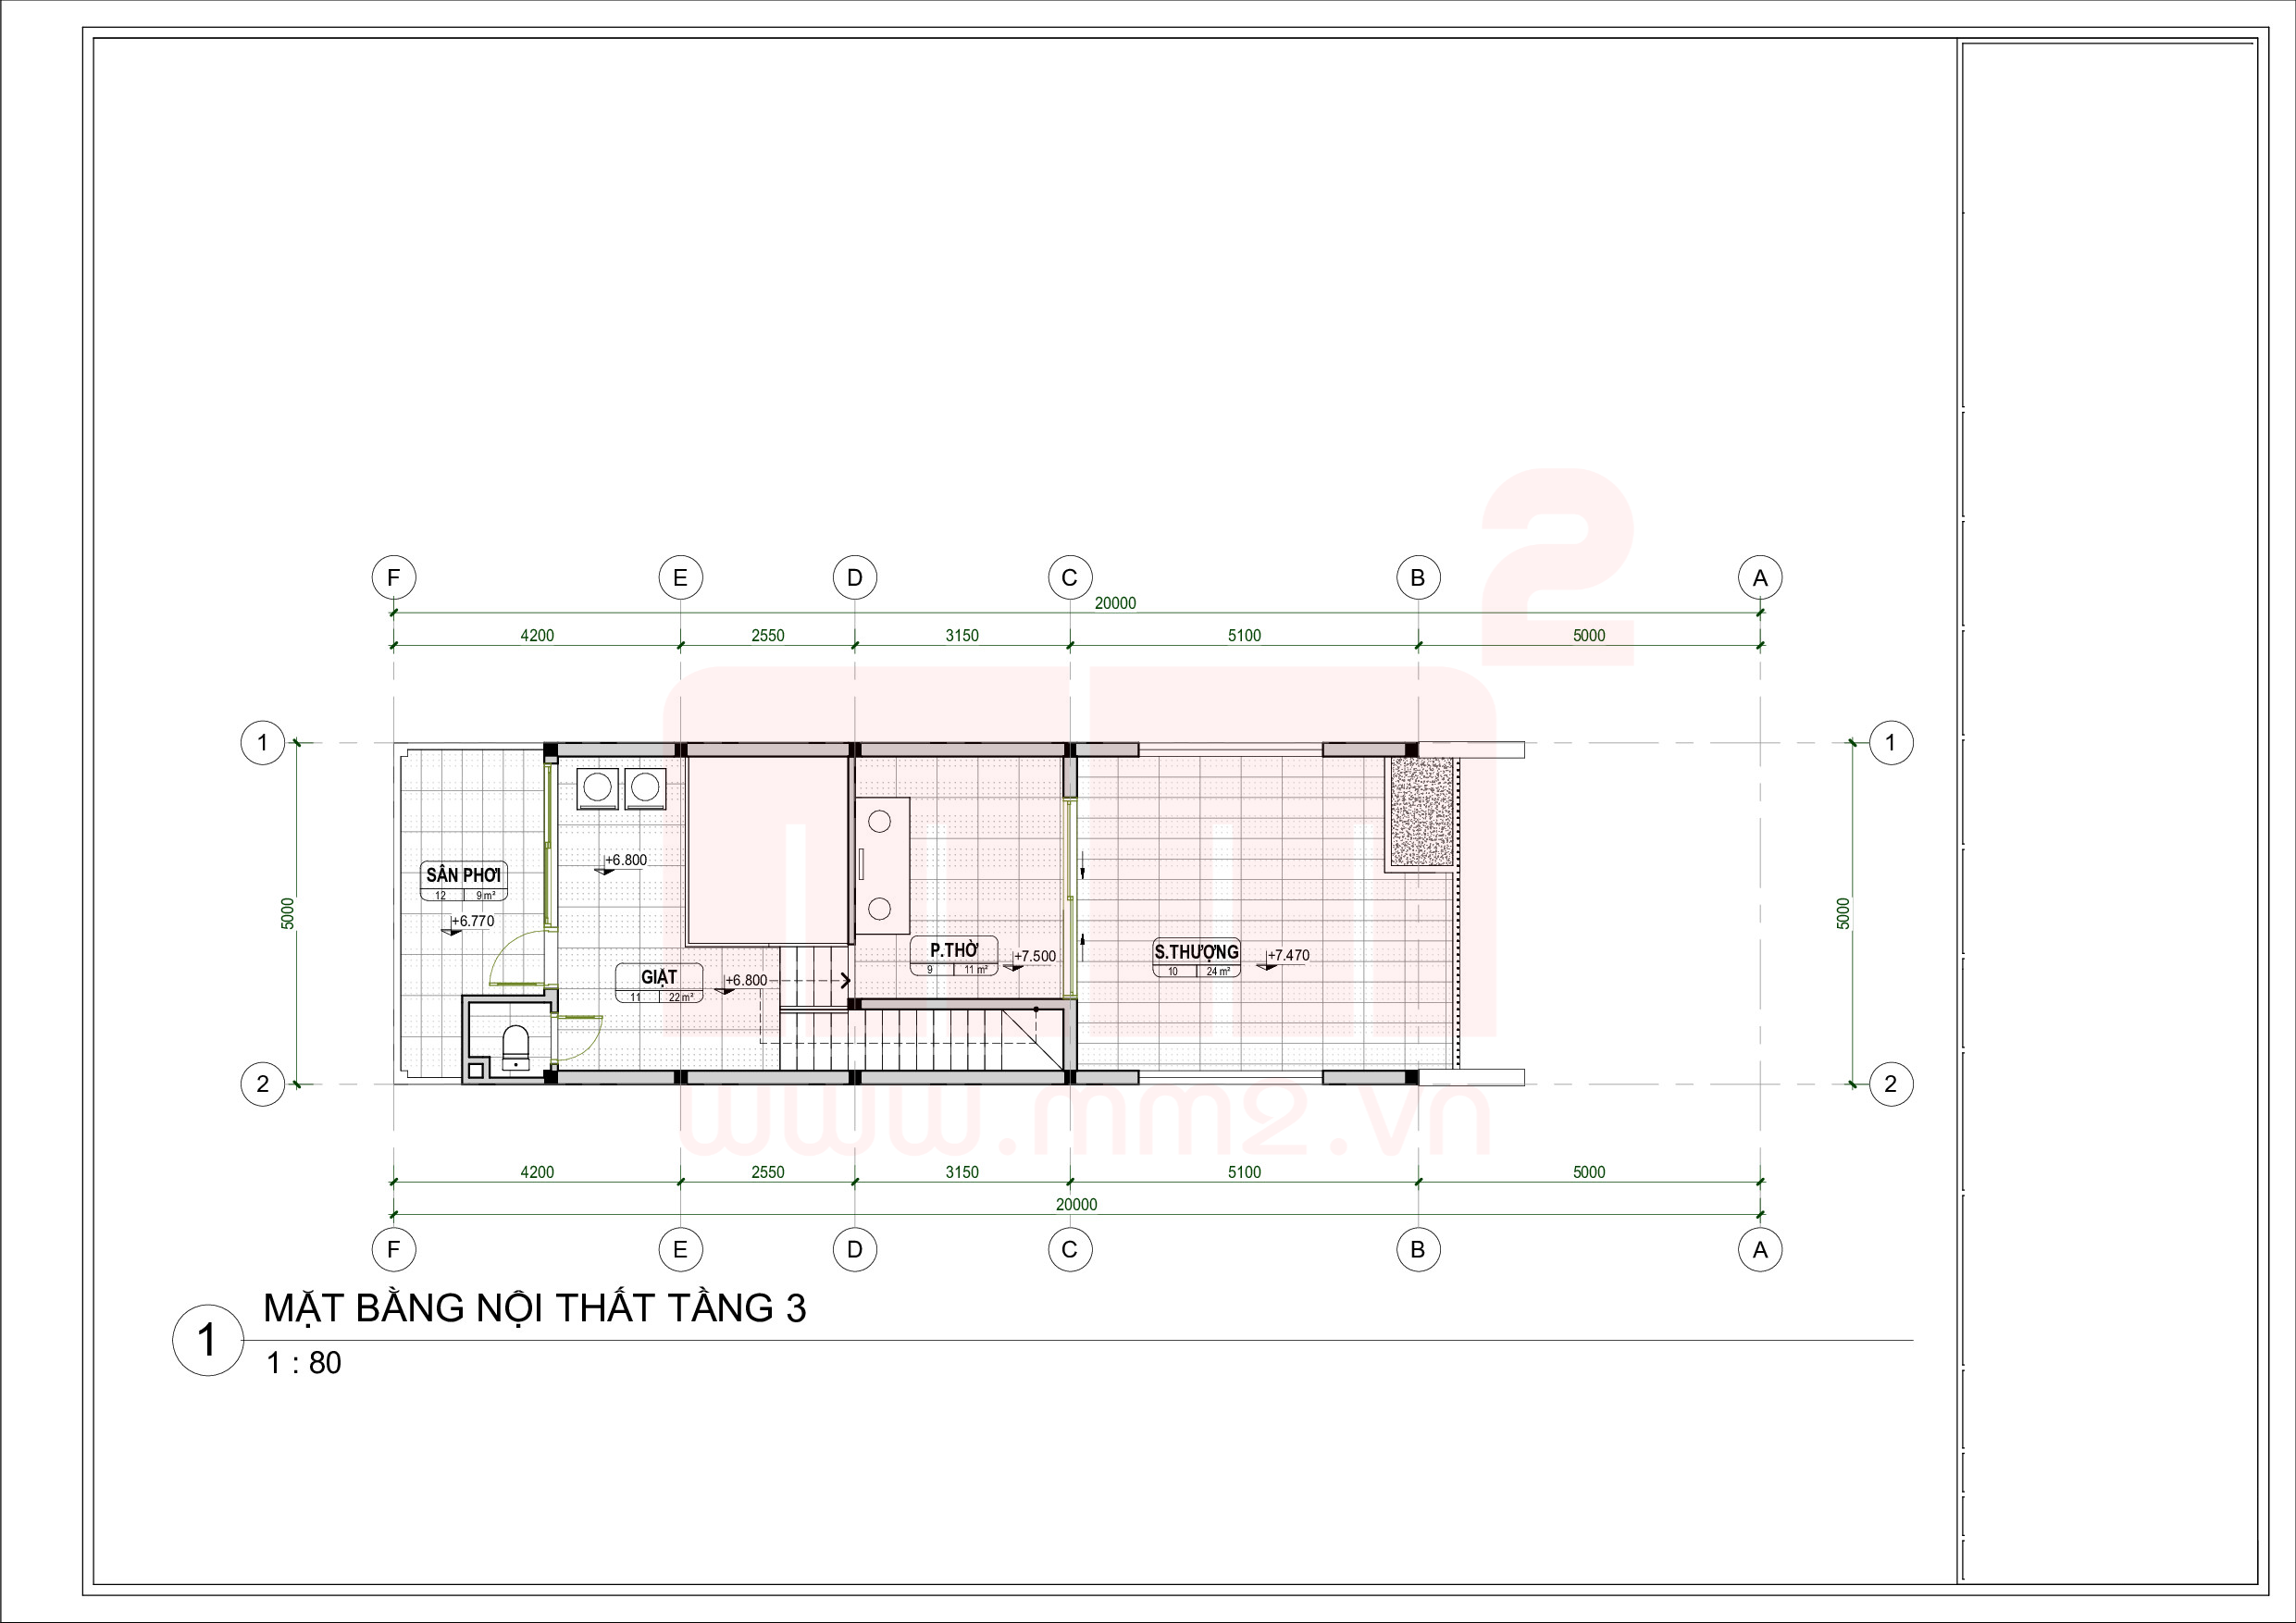 F E D C B A
20000
4200 2550 3150 5100 5000
1 1
+6.800
SÂN PHƠI
12 9 m²
+6.770
5000 5000
P.THỜ
9 11 m²
+7.500
S.THƯỢNG
10 24 m²
+7.470
GIẶT
11 22 m²
+6.800
2 2
www.mm2.vn
4200 2550 3150 5100 5000
20000
F E D C B A
MẶT BẰNG NỘI THẤT TẦNG 3
1
1 : 80